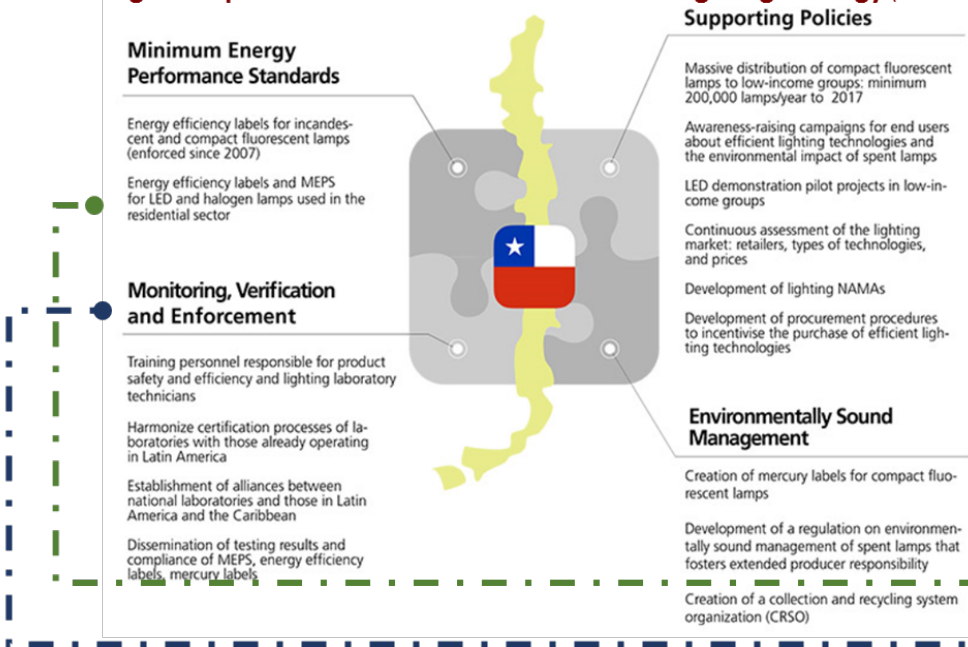 Minimum Energy
Performance Standards
Energy efficiency labels for incandes-
cent and compact fluorescent lamps
(enforced since 2007)
Energy efficiency labels and MEPS
for LED and halogen lamps used in the
residential sector
Monitoring, Verification
and Enforcement
Training personnel responsible for product
safety and efficiency and lighting laboratory
technicians
Harmonize certification processes of la-
boratories with those already operating
in Latin America
Establishment of alliances between
national laboratories and those in Latin
America and the Caribbean
Dissemination of testing results and
compliance of MEPS, energy efficiency
labels, mercury labels
Supporting Policies
Massive distribution of compact fluorescent
lamps to low-income groups: minimum
200,000 lamps/year to 2017
Awareness-raising campaigns for end users
about efficient lighting technologies and
the environmental impact of spent lamps
LED demonstration pilot projects in low-in-
come groups
Continuous assessment of the lighting
market: retailers, types of technologies,
and prices
Development of lighting NAMAs
Development of procurement procedures
to incentivise the purchase of efficient ligh-
ting technologies
Environmentally Sound
Management
Creation of mercury labels for compact fluo-
rescent lamps
Development of a regulation on environmen-
tally sound management of spent lamps that
fosters extended producer responsibility
Creation of a collection and recycling system
organization (CRSO)